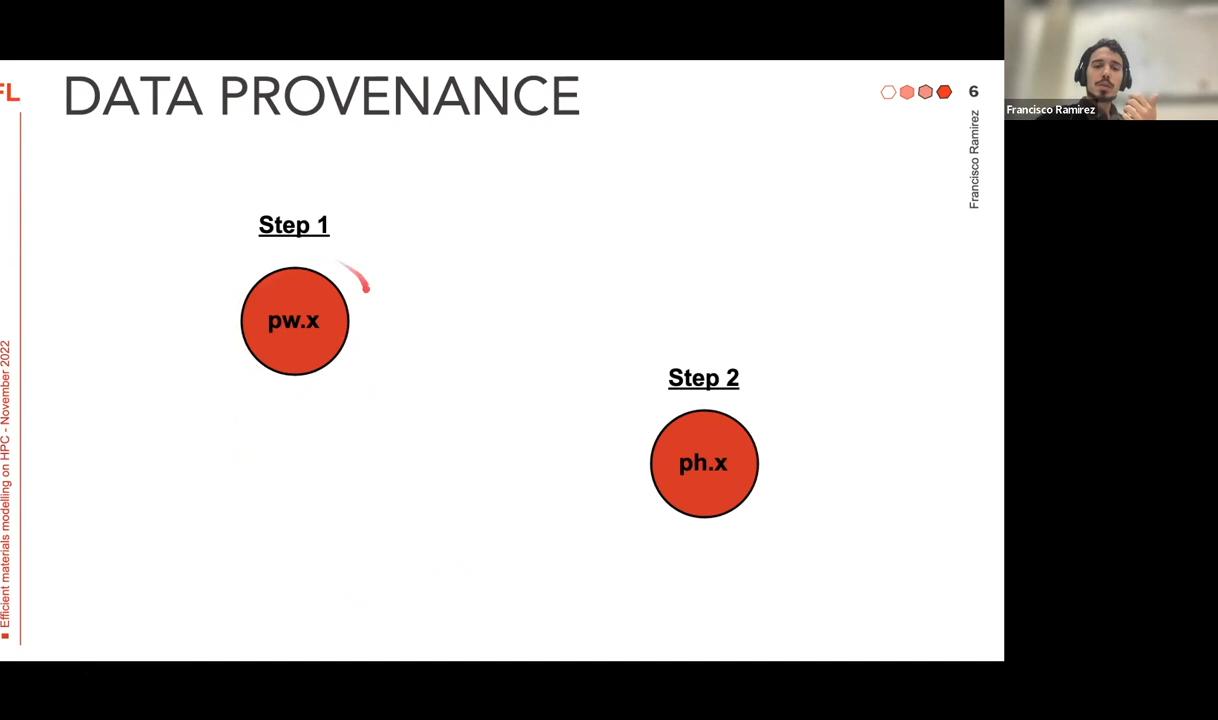 FL
DATA PROVENANCE
6
Francisco Ramirez
Step 1
pw.x
Step 2
ph.x
Efficient materials modelling on HPC - November 2022
Francisco Ramirez